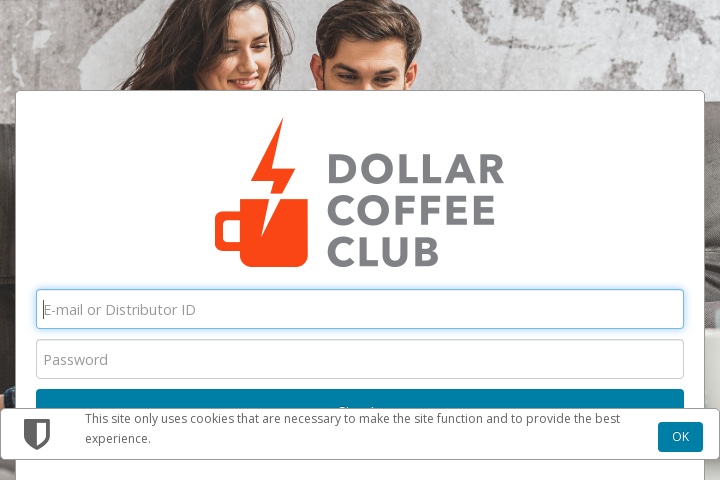 DOLLAR
COFFEE
CLUB
E-mail or Distributor ID
Password
This site only uses cookies that are necessary to make the site function and to provide the best
experience.
OK